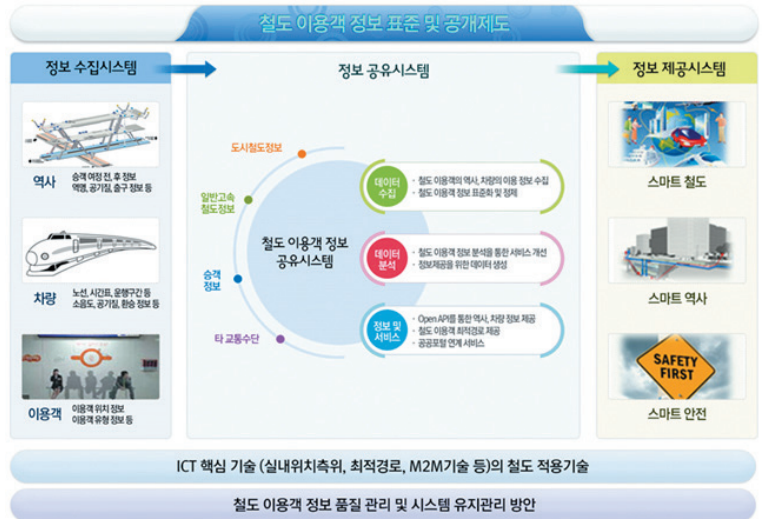 철도 이용객 정보 표준 및 공개제도
정보 수집시스템
정보 공유시스템
정보 제공시스템
역사
승객 여정 전, 후 정보
역명, 공기질, 출구 정보 등
차량
노선, 시간표, 운행구간 등
소음도, 공기질, 환승 정보 등
이용객
이용객 위치 정보
이용객 유형 정보 등
도시철도정보
일반고속
철도정보
승객
정보
타 교통수단
철도 이용객 정보
공유시스템
데이터
수집
· 철도 이용객의 역사, 차량의 이용 정보 수집
· 철도 이용객 정보 표준화 및 정제
데이터
분석
· 철도 이용객 정보 분석을 통한 서비스 개선
· 정보제공을 위한 데이터 생성
정보 및
서비스
· Open API를 통한 역사, 차량 정보 제공
· 철도 이용객 최적경로 제공
· 공공포털 연계 서비스
스마트 철도
스마트 역사
SAFETY
FIRST
스마트 안전
ICT 핵심 기술 (실내위치측위, 최적경로, M2M기술 등)의 철도 적용기술
철도 이용객 정보 품질 관리 및 시스템 유지관리 방안